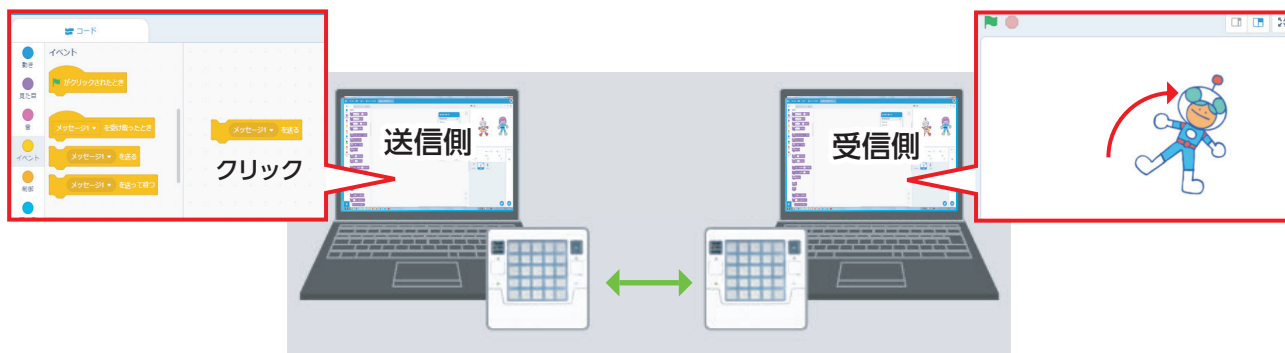 コード
イベント
動き
見た目
音
イベント
制御
がクリックされたとき
メッセージ1 を受け取ったとき
メッセージ1 を送る
メッセージ1 を送って待つ
メッセージ1 を送る
クリック
送信側
受信側